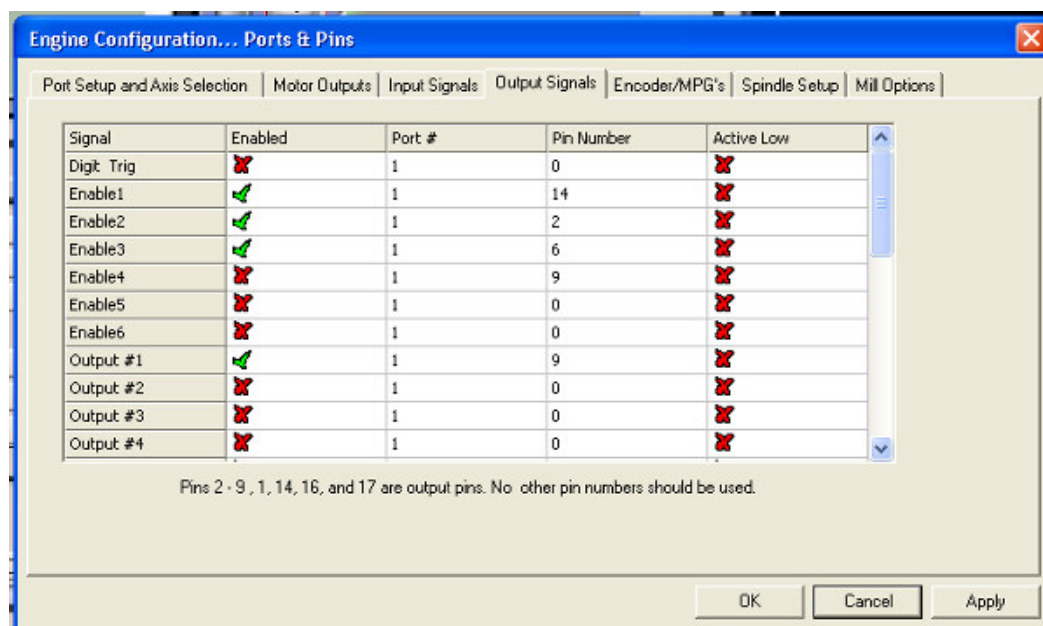 Engine Configuration... Ports & Pins
Port Setup and Axis Selection Motor Outputs Input Signals Output Signals Encoder/MPG's Spindle Setup Mill Options
Signal Enabled Port # Pin Number Active Low
Digit Trig 1 0
Enable1 1 14
Enable2 1 2
Enable3 1 6
Enable4 1 9
Enable5 1 0
Enable6 1 0
Output #1 1 9
Output #2 1 0
Output #3 1 0
Output #4 1 0
Pins 2 - 9 , 1, 14, 16, and 17 are output pins. No other pin numbers should be used.
OK Cancel Apply